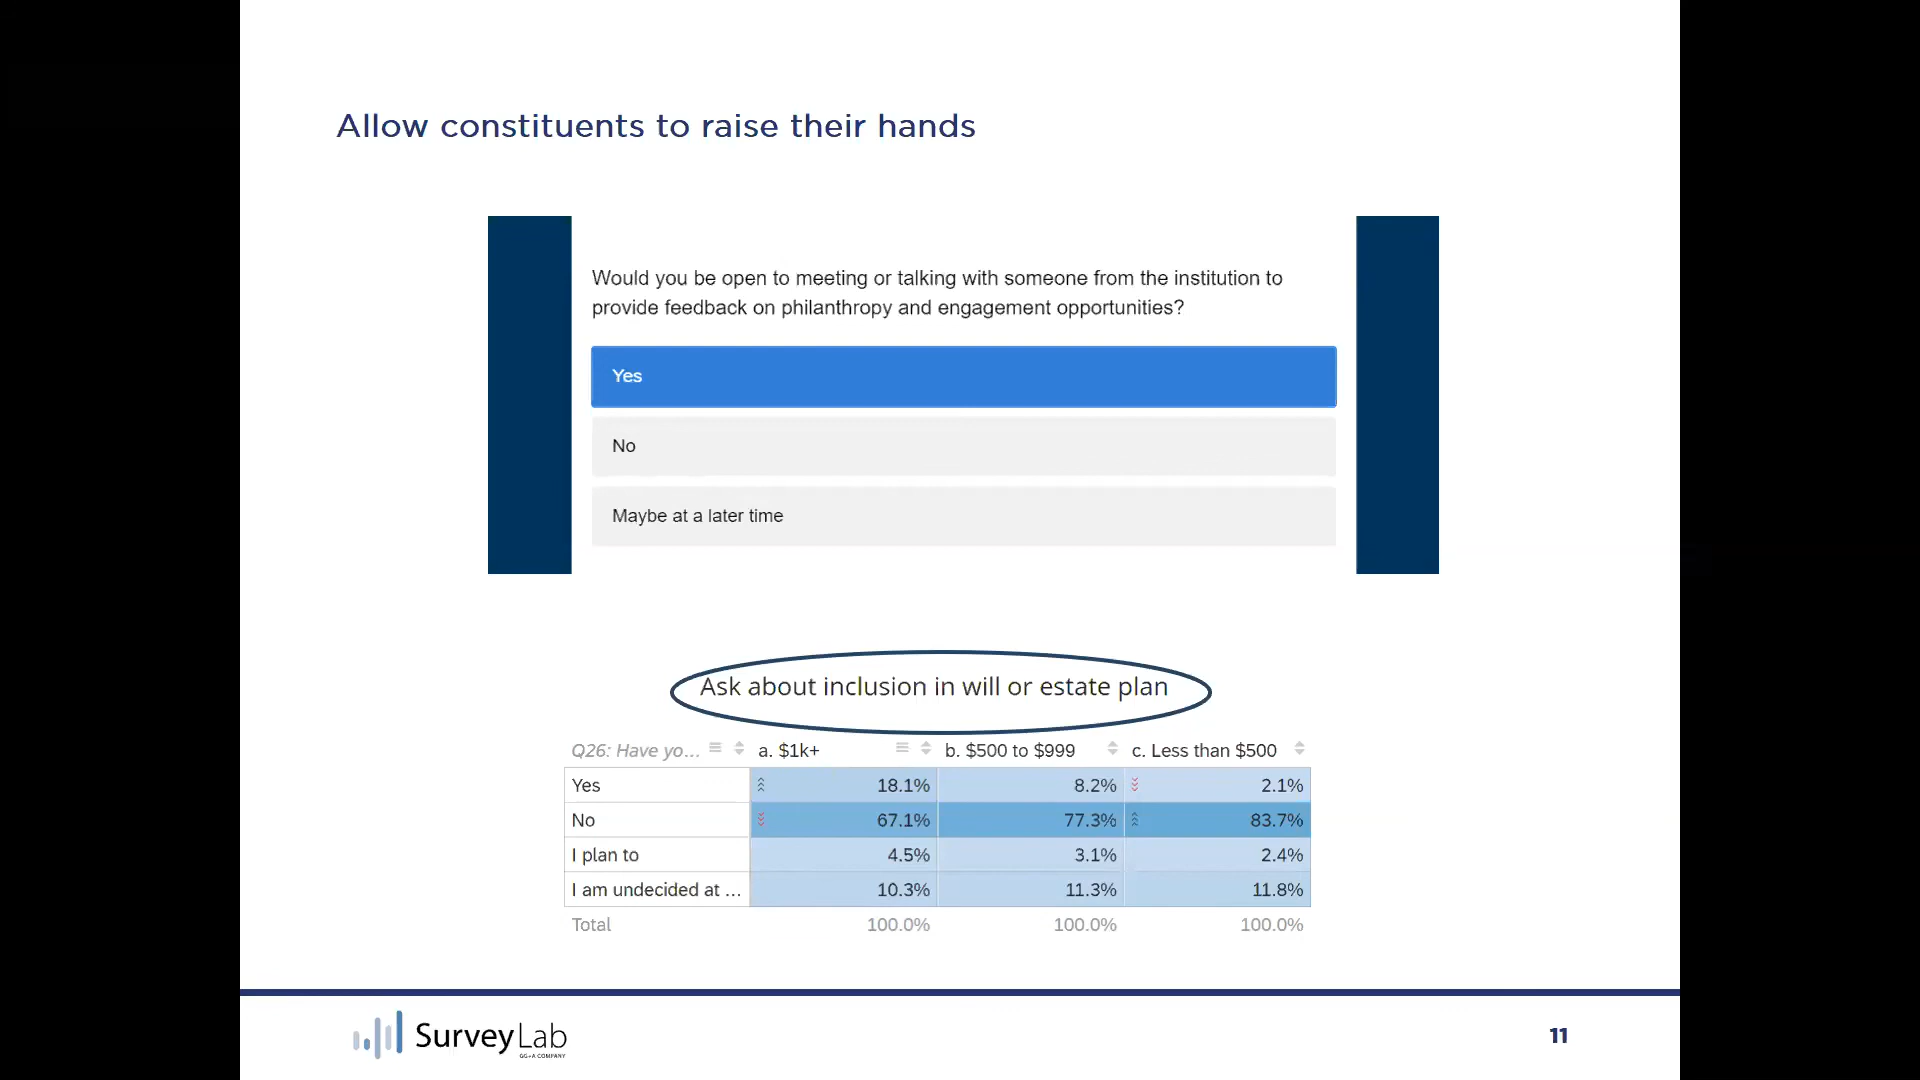 Allow constituents to raise their hands
Would you be open to meeting or talking with someone from the institution to
provide feedback on philanthropy and engagement opportunities?
Yes
No
Maybe at a later time
Ask about inclusion in will or estate plan
Q26: Have yo... a. $1k+ b. $500 to $999 c. Less than $500
Yes 18.1% 8.2% 2.1%
No 67.1% 77.3% 83.7%
I plan to 4.5% 3.1% 2.4%
I am undecided at ... 10.3% 11.3% 11.8%
Total 100.0% 100.0% 100.0%
SurveyLab
GG+A COMPANY
11